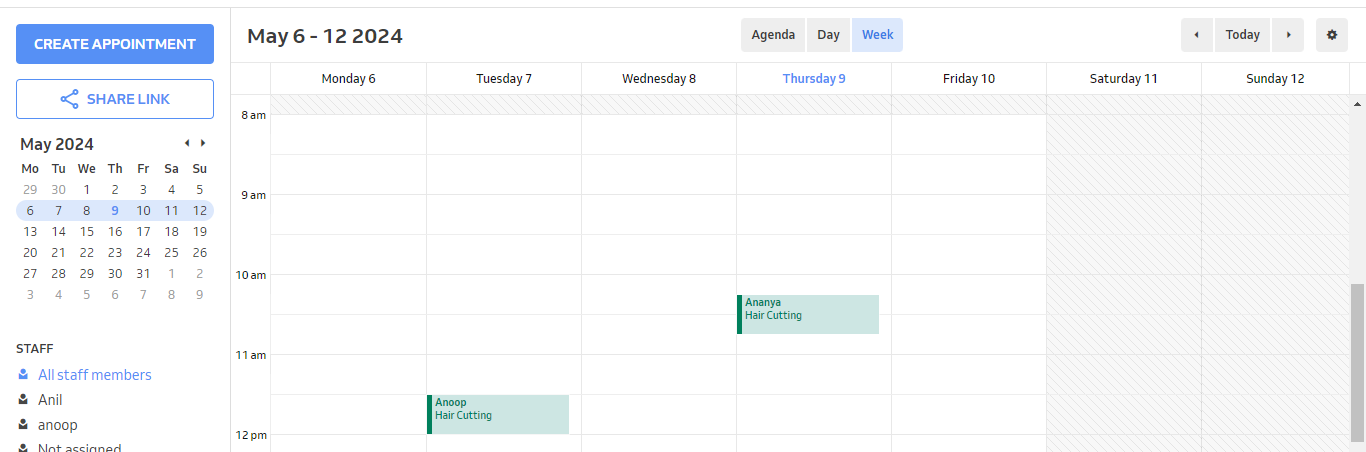 CREATE APPOINTMENT
SHARE LINK
May 2024
Mo Tu We Th Fr Sa Su
29 30 1 2 3 4 5
6 7 8 9 10 11 12
13 14 15 16 17 18 19
20 21 22 23 24 25 26
27 28 29 30 31 1 2
3 4 5 6 7 8 9
STAFF
All staff members
Anil
anoop
Not assigned
May 6 - 12 2024
Agenda Day Week
Today
Monday 6 Tuesday 7 Wednesday 8 Thursday 9 Friday 10 Saturday 11 Sunday 12
8 am
9 am
10 am
Ananya
Hair Cutting
11 am
Anoop
Hair Cutting
12 pm